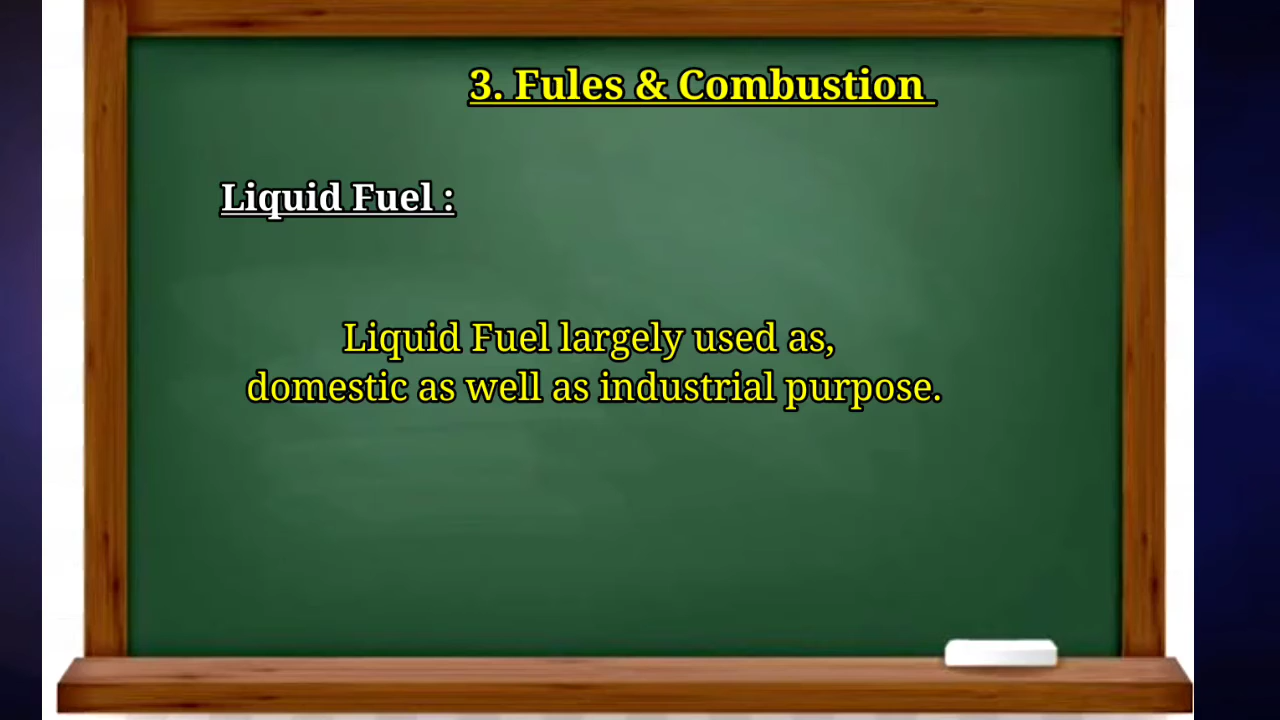 3. Fules & Combustion
Liquid Fuel :
Liquid Fuel largely used as,
domestic as well as industrial purpose.